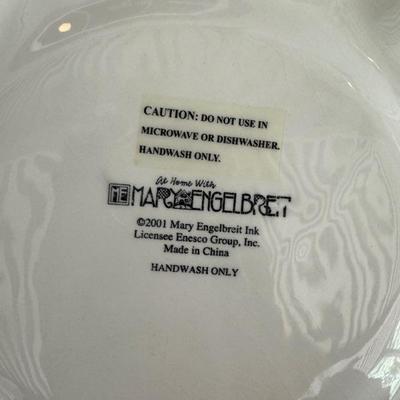 CAUTION: DO NOT USE IN
MICROWAVE OR DISHWASHER.
HANDWASH ONLY.
At Home With
ME MARY ENGELBREIT
©2001 Mary Engelbreit Ink
Licensee Enesco Group, Inc.
Made in China
HANDWASH ONLY